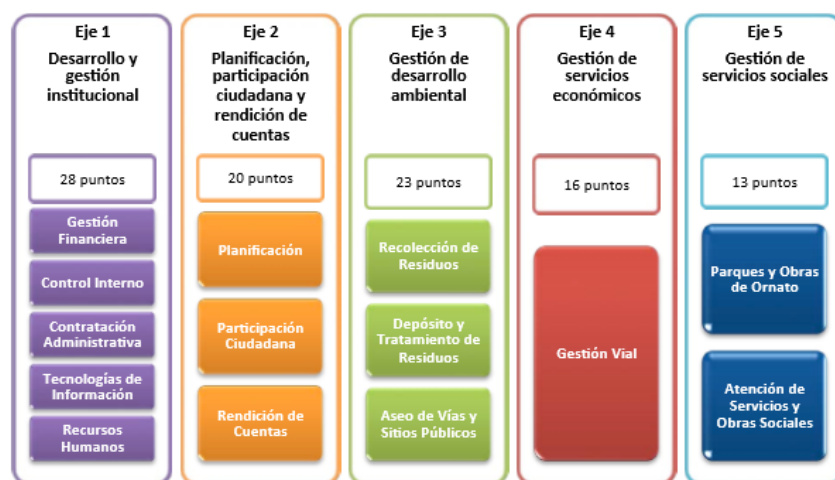 Eje 1
Desarrollo y
gestión
institucional
28 puntos
Gestión
Financiera
Control Interno
Contratación
Administrativa
Tecnologías de
Información
Recursos
Humanos
Eje 2
Planificación,
participación
ciudadana y
rendición de
cuentas
20 puntos
Planificación
Participación
Ciudadana
Rendición de
Cuentas
Eje 3
Gestión de
desarrollo
ambiental
23 puntos
Recolección de
Residuos
Depósito y
Tratamiento de
Residuos
Aseo de Vías y
Sitios Públicos
Eje 4
Gestión de
servicios
económicos
16 puntos
Gestión Vial
Eje 5
Gestión de
servicios sociales
13 puntos
Parques y Obras
de Ornato
Atención de
Servicios y
Obras Sociales